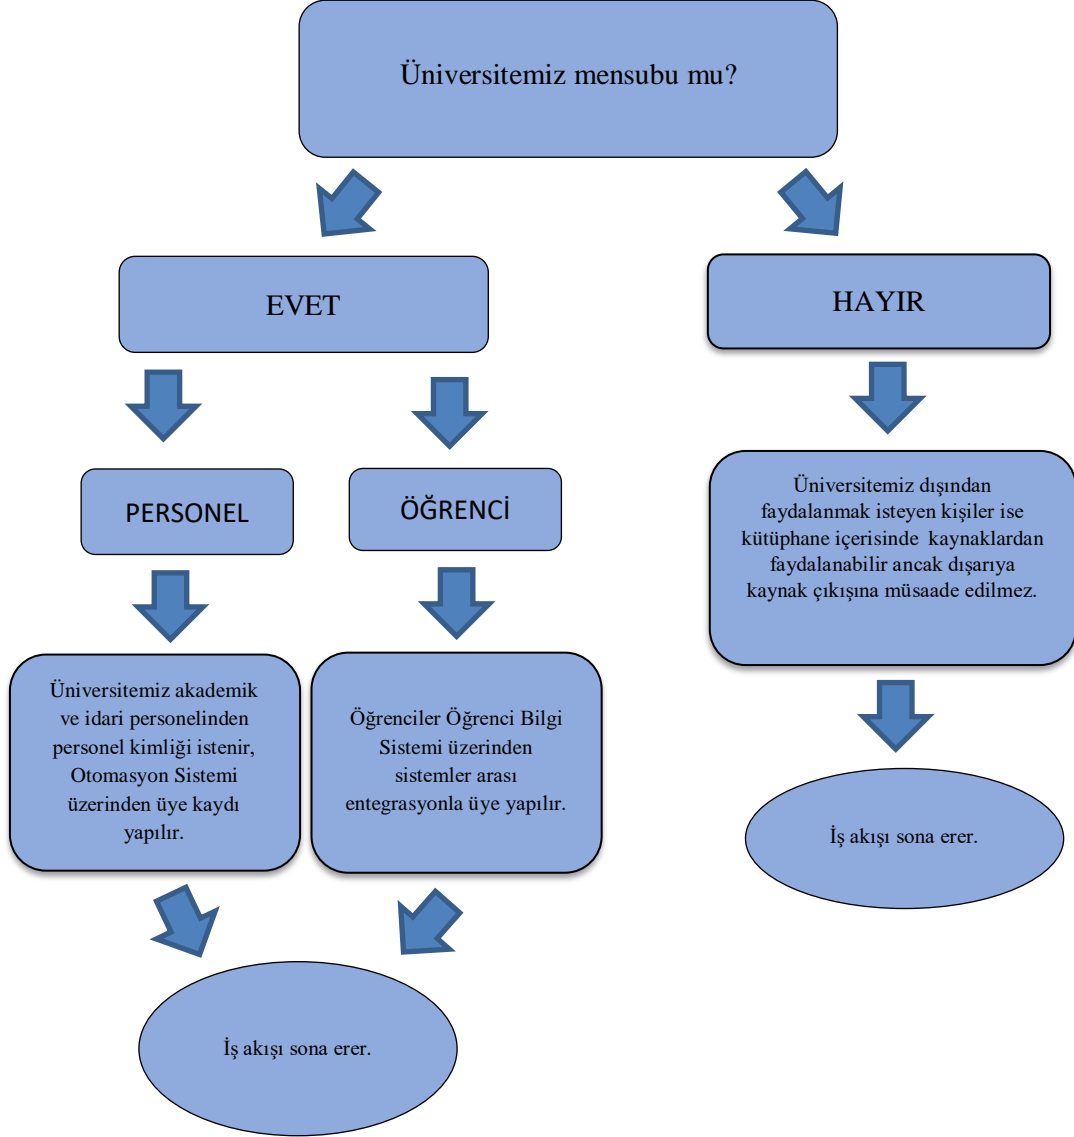 Üniversitemiz mensubu mu?
EVET
HAYIR
PERSONEL
ÖĞRENCİ
Üniversitemiz dışından
faydalanmak isteyen kişiler ise
kütüphane içerisinde kaynaklardan
faydalanabilir ancak dışarıya
kaynak çıkışına müsaade edilmez.
Üniversitemiz akademik
ve idari personelinden
personel kimliği istenir,
Otomasyon Sistemi
üzerinden üye kaydı
yapılır.
Öğrenciler Öğrenci Bilgi
Sistemi üzerinden
sistemler arası
entegrasyonla üye yapılır.
İş akışı sona erer.
İş akışı sona erer.